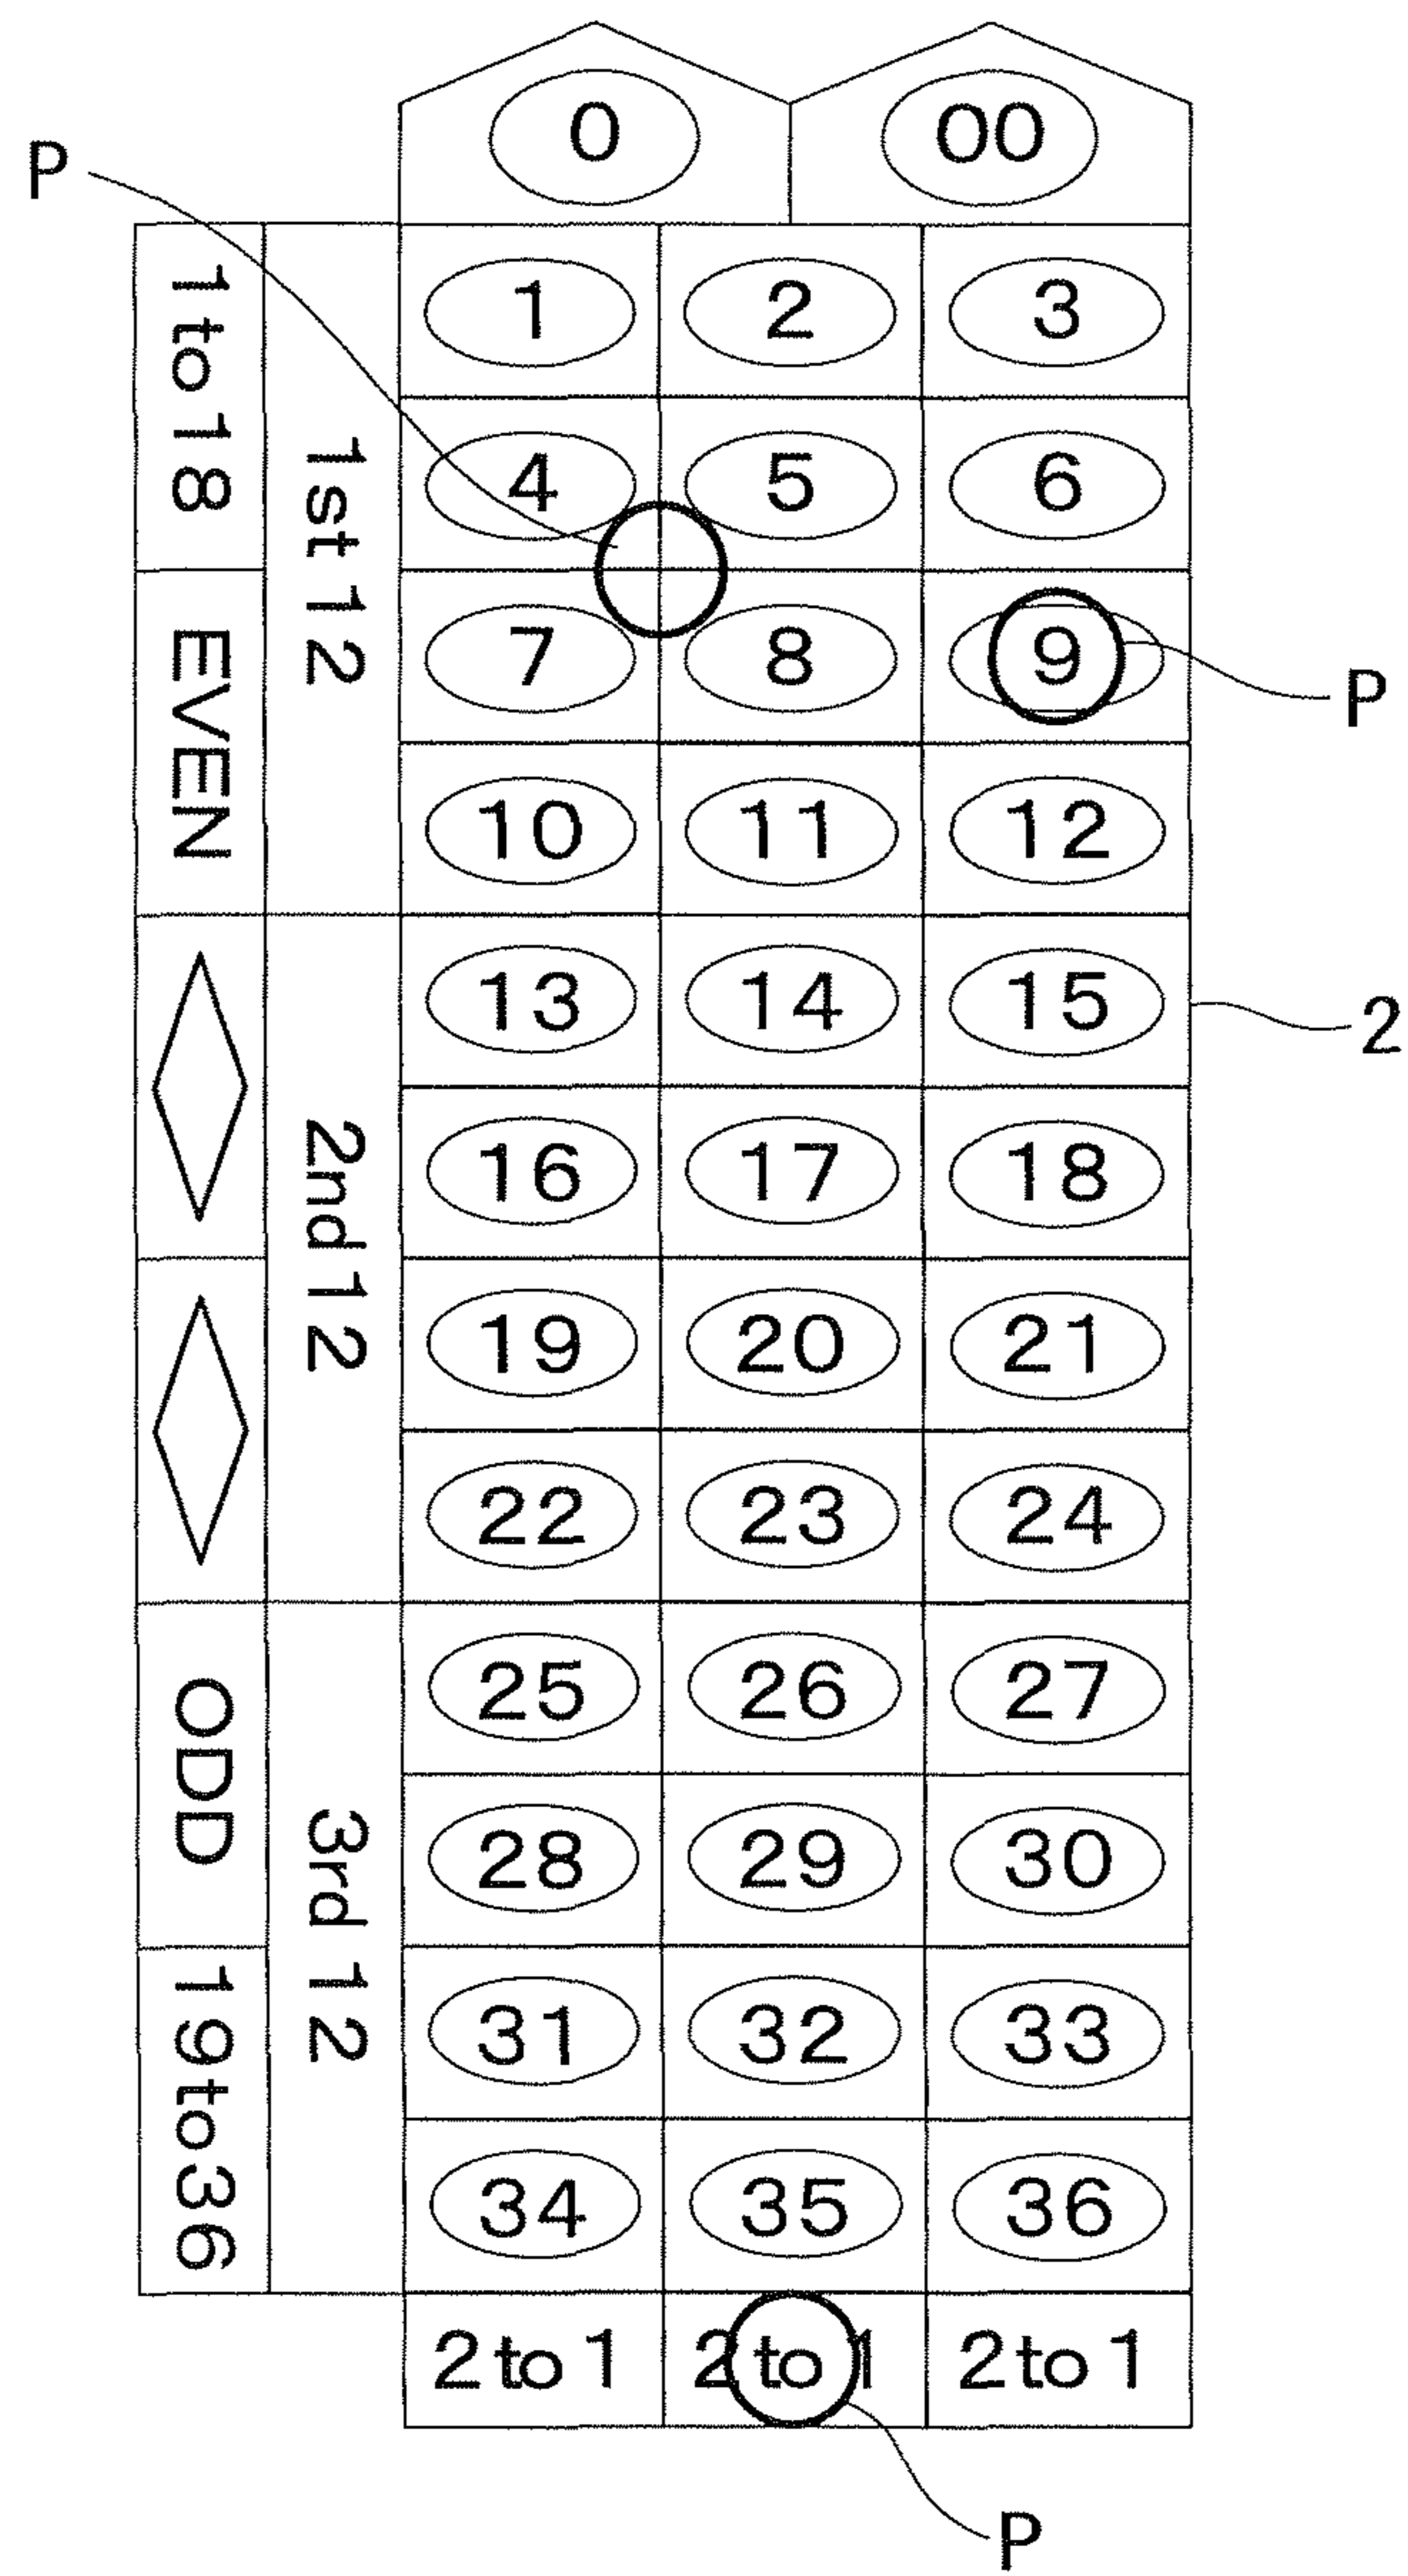 0 00
P
1 2 3
4 5 6
7 8 9
P
10 11 12
13 14 15
2
16 17 18
19 20 21
22 23 24
25 26 27
28 29 30
31 32 33
34 35 36
2 to 1 2 to 1 2 to 1
P
1st 12
2nd 12
3rd 12
1 to 18
EVEN
ODD
19 to 36